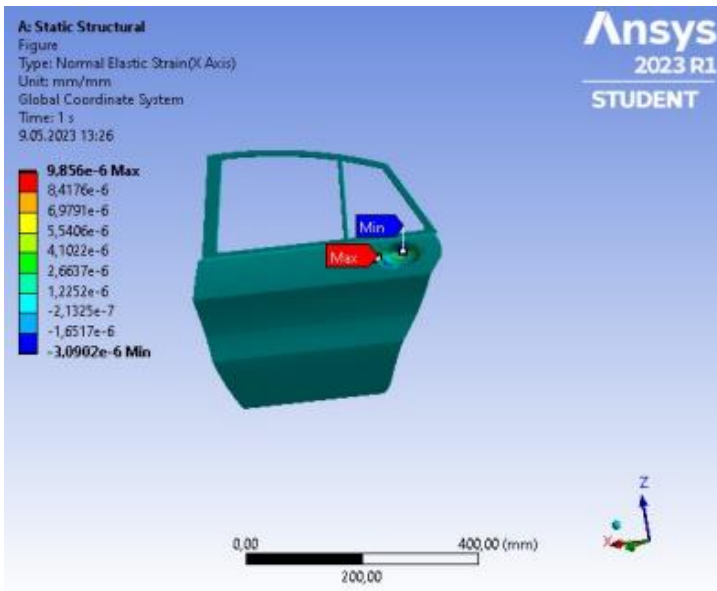 A: Static Structural
Figure
Type: Normal Elastic Strain(X Axis)
Unit: mm/mm
Global Coordinate System
Time: 1 s
9.05.2023 13:26
9,856e-6 Max
8,4176e-6
6,9791e-6
5,5406e-6
4,1022e-6
2,6637e-6
1,2252e-6
-2,1325e-7
-1,6517e-6
-3,0902e-6 Min
Ansys
2023 R1
STUDENT
Min
Max
Z
X
0,00
400,00 (mm)
200,00